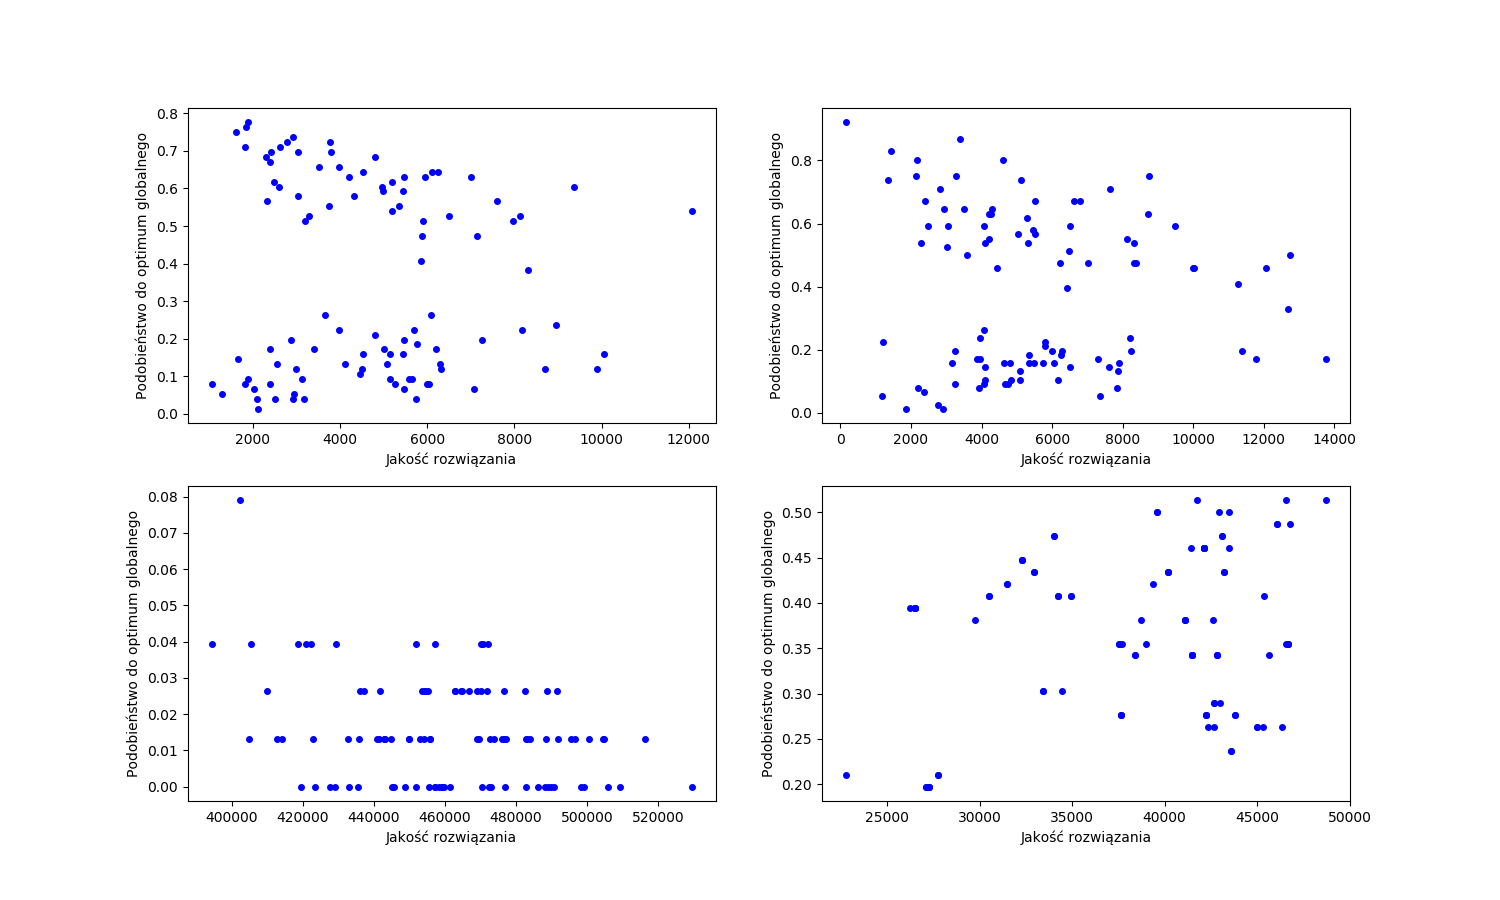 0.8
0.7
0.6
0.5
0.4
0.3
0.2
0.1
0.0
Podobieństwo do optimum globalnego
2000 4000 6000 8000 10000 12000
Jakość rozwiązania
0.8
0.6
0.4
0.2
0.0
Podobieństwo do optimum globalnego
0 2000 4000 6000 8000 10000 12000 14000
Jakość rozwiązania
0.08
0.07
0.06
0.05
0.04
0.03
0.02
0.01
0.00
Podobieństwo do optimum globalnego
400000 420000 440000 460000 480000 500000 520000
Jakość rozwiązania
0.50
0.45
0.40
0.35
0.30
0.25
0.20
Podobieństwo do optimum globalnego
25000 30000 35000 40000 45000 50000
Jakość rozwiązania